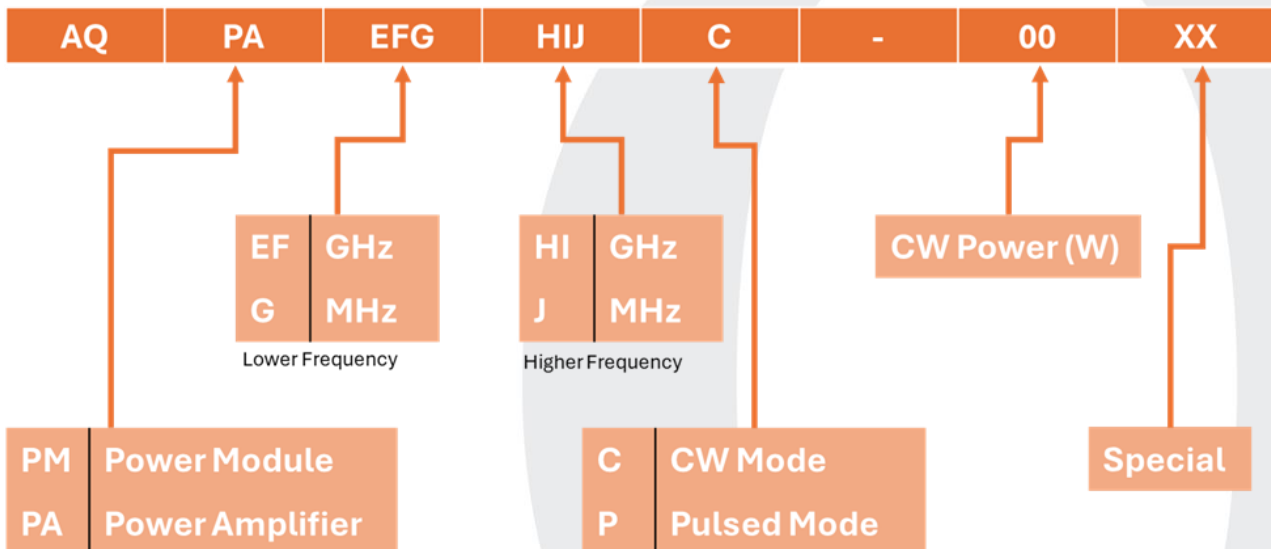 AQ PA EFG HIJ C - 00 XX
EF GHz
G MHz
Lower Frequency
HI GHz
J MHz
Higher Frequency
CW Power (W)
PM Power Module
PA Power Amplifier
C CW Mode
P Pulsed Mode
Special